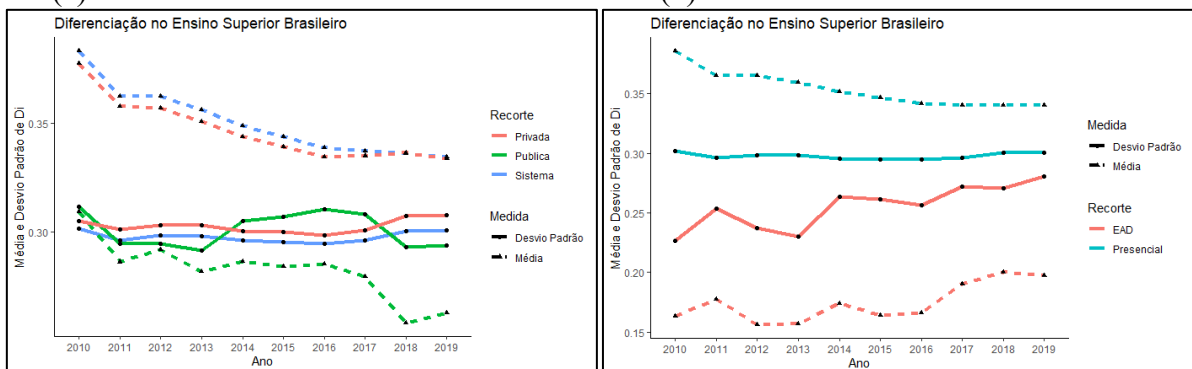 Diferenciação no Ensino Superior Brasileiro
Média e Desvio Padrão de Di
0.35
0.30
2010 2011 2012 2013 2014 2015 2016 2017 2018 2019
Ano
Recorte
Privada
Publica
Sistema
Medida
Desvio Padrão
Média
Diferenciação no Ensino Superior Brasileiro
Média e Desvio Padrão de Di
0.35
0.30
0.25
0.20
0.15
2010 2011 2012 2013 2014 2015 2016 2017 2018 2019
Ano
Medida
Desvio Padrão
Média
Recorte
EAD
Presencial